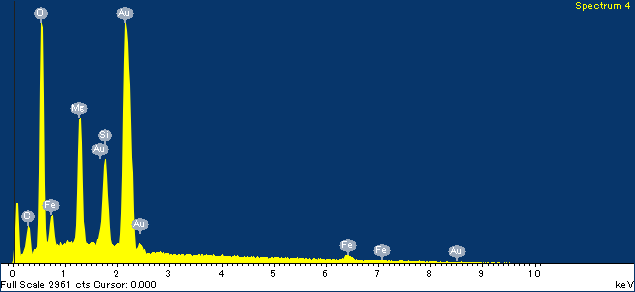 Spectrum 4
O Au
Mg
Si
Au
Fe
C Au
Fe Fe Au
0 1 2 3 4 5 6 7 8 9 10
Full Scale 2961 cts Cursor: 0.000 keV